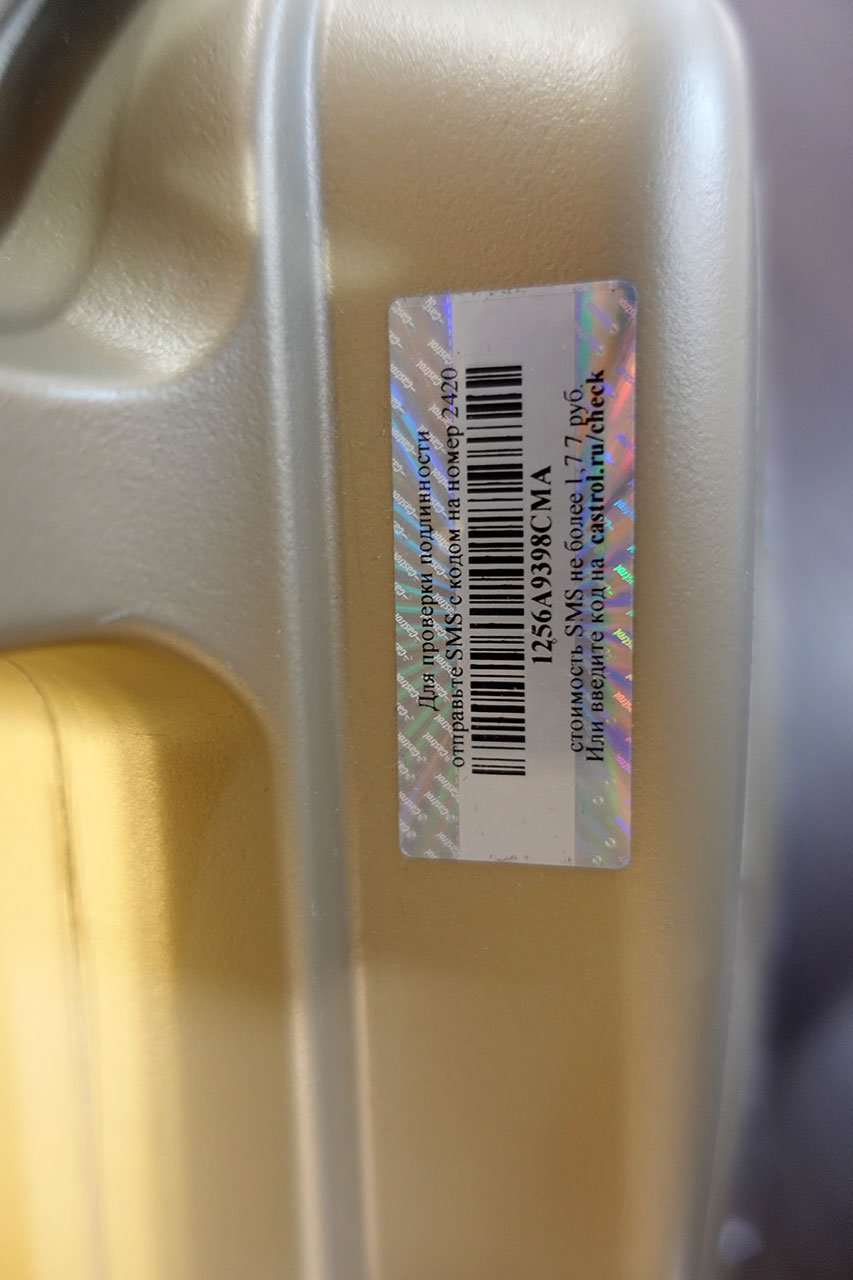 Для проверки подлинности
отправьте SMS с кодом на номер 2420
1256A9398CMA
стоимость SMS не более 1,77 руб.
Или введите код на castrol.ru/check
Castrol